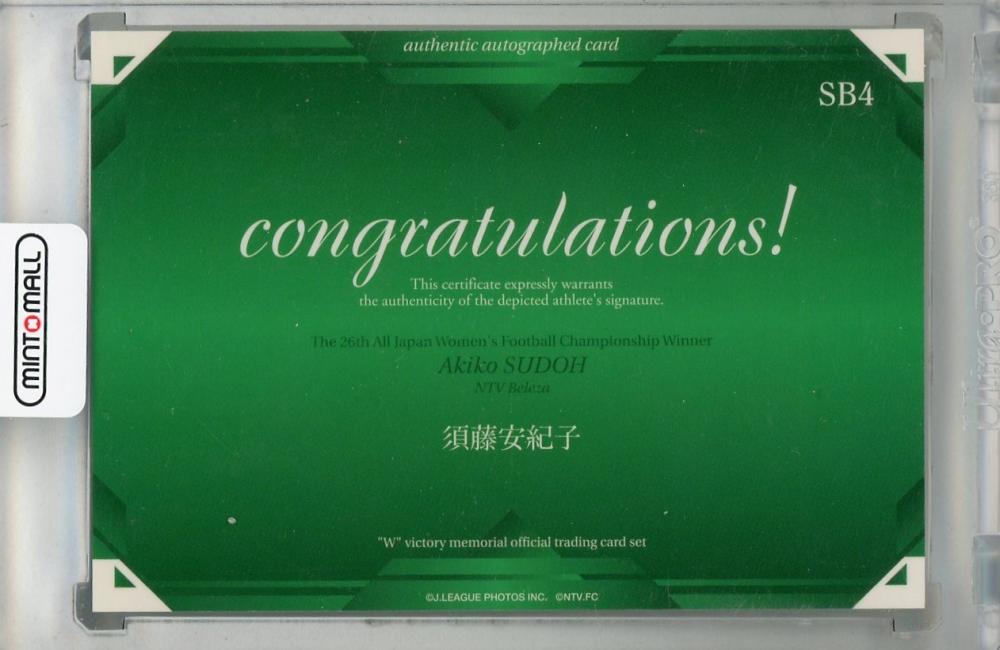 authentic autographed card
SB4
congratulations!
This certificate expressly warrants
the authenticity of the depicted athlete's signature.
The 26th All Japan Women's Football Championship Winner
Akiko SUDOH
NTV Beleza
須藤安紀子
"W" victory memorial official trading card set
©J.LEAGUE PHOTOS INC. ©NTV.FC
MINTOMALL